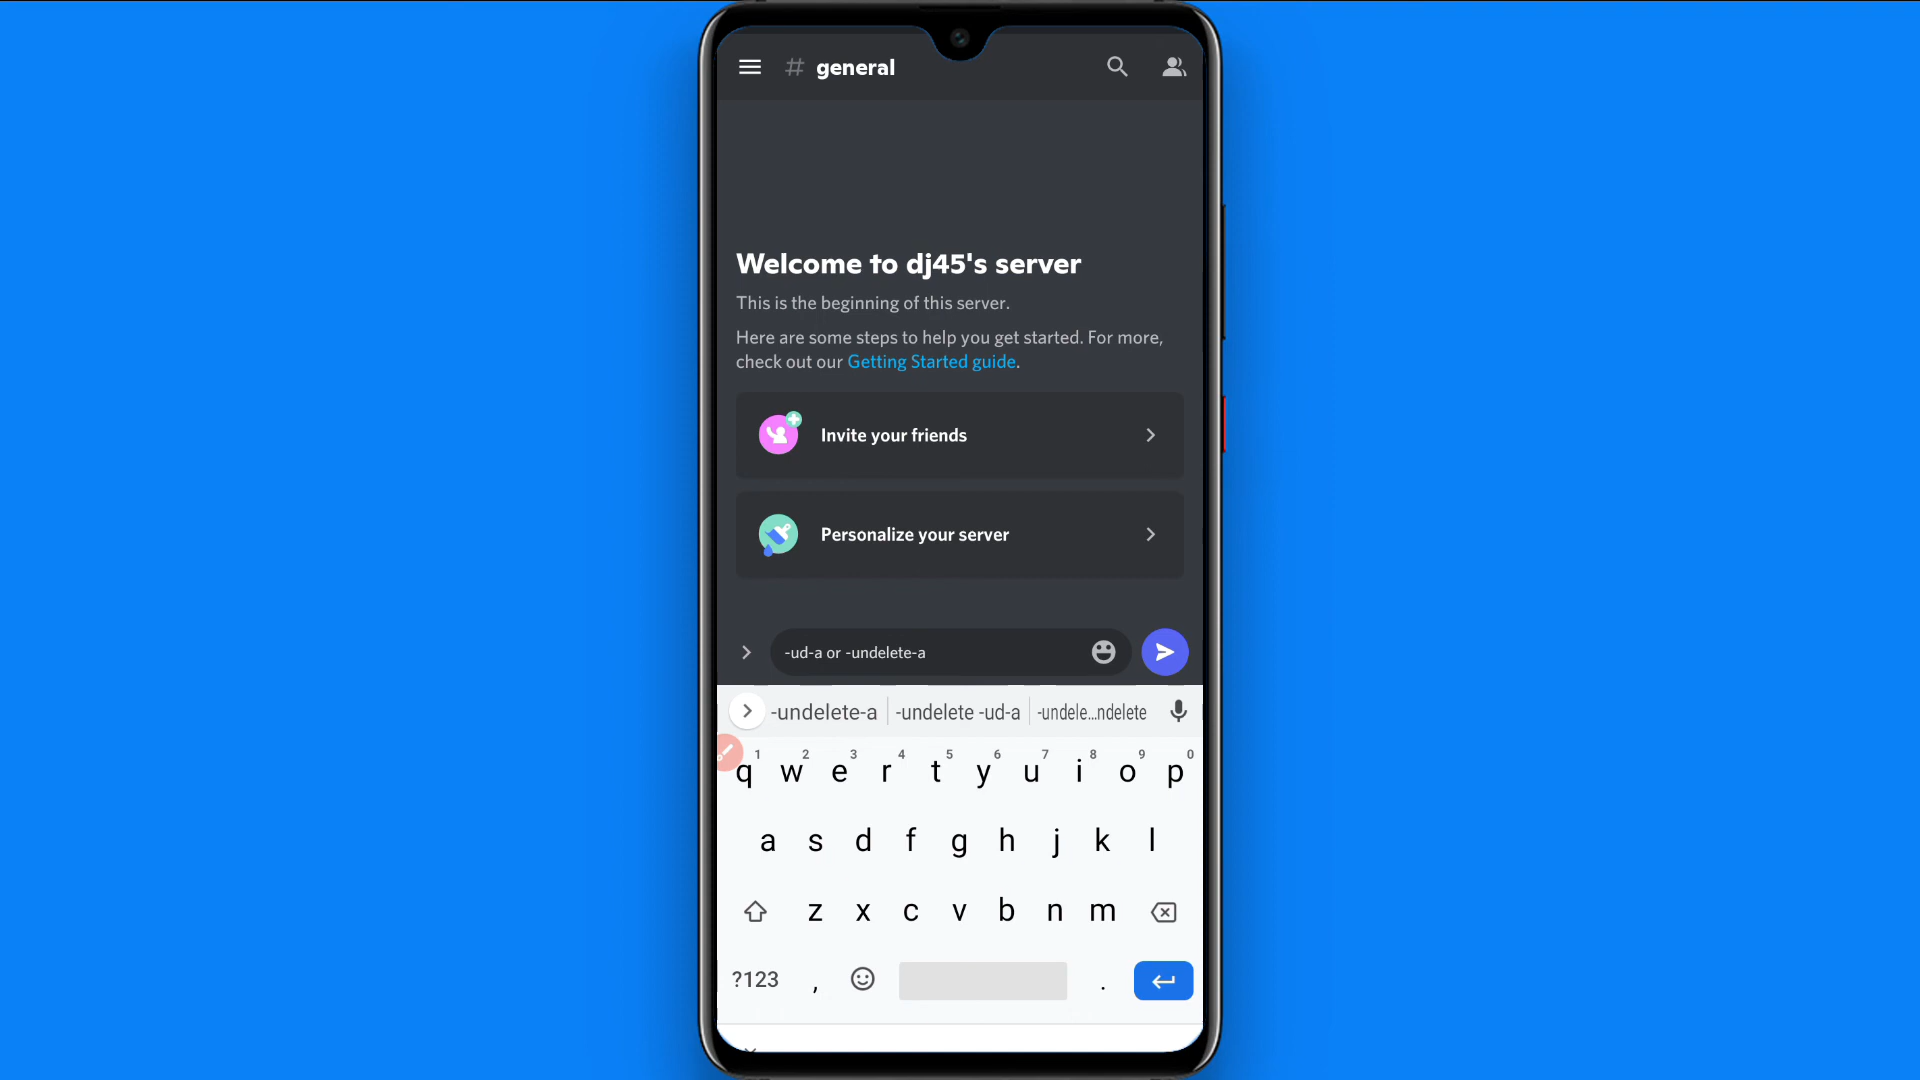 # general
Welcome to dj45's server
This is the beginning of this server.
Here are some steps to help you get started. For more,
check out our Getting Started guide.
Invite your friends
Personalize your server
-ud-a or -undelete-a
-undelete-a -undelete -ud-a -undele...ndelete
1 2 3 4 5 6 7 8 9 0
q w e r t y u i o p
a s d f g h j k l
z x c v b n m
?123 , .